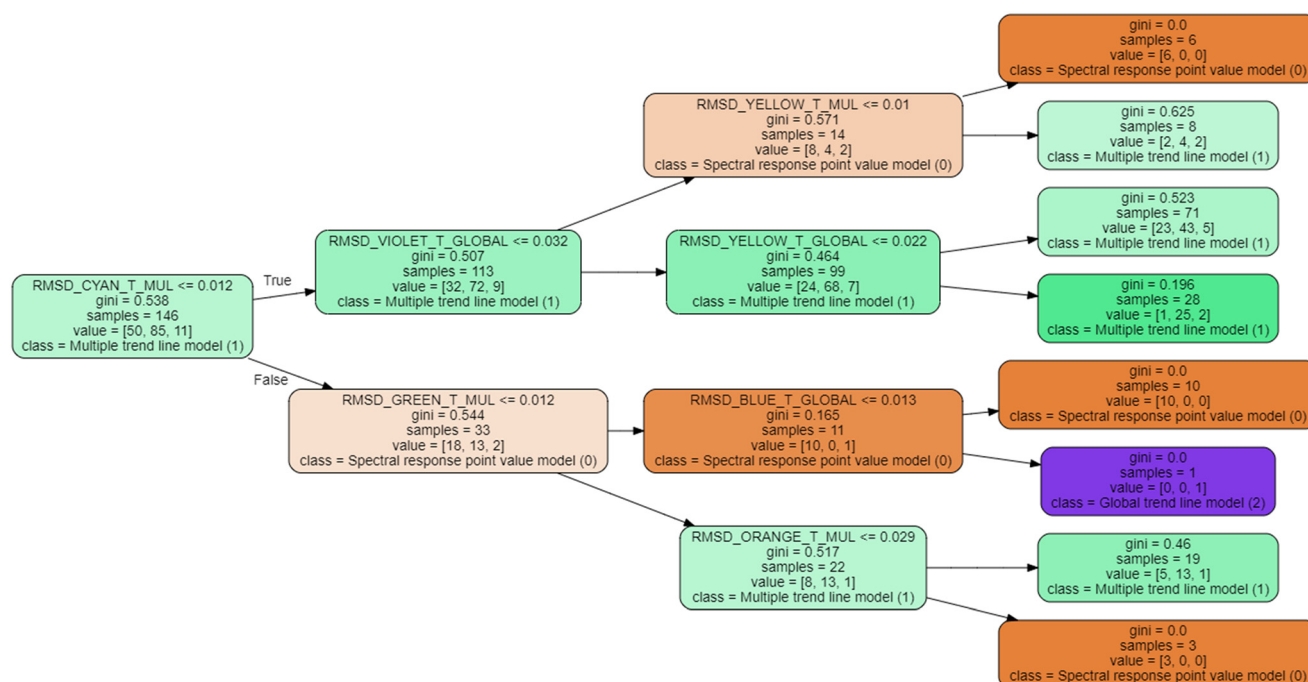 RMSD_CYAN_T_MUL <= 0.012
gini = 0.538
samples = 146
value = [50, 85, 11]
class = Multiple trend line model (1)
True
False
RMSD_VIOLET_T_GLOBAL <= 0.032
gini = 0.507
samples = 113
value = [32, 72, 9]
class = Multiple trend line model (1)
RMSD_GREEN_T_MUL <= 0.012
gini = 0.544
samples = 33
value = [18, 13, 2]
class = Spectral response point value model (0)
RMSD_YELLOW_T_MUL <= 0.01
gini = 0.571
samples = 14
value = [8, 4, 2]
class = Spectral response point value model (0)
RMSD_YELLOW_T_GLOBAL <= 0.022
gini = 0.464
samples = 99
value = [24, 68, 7]
class = Multiple trend line model (1)
RMSD_BLUE_T_GLOBAL <= 0.013
gini = 0.165
samples = 11
value = [10, 0, 1]
class = Spectral response point value model (0)
RMSD_ORANGE_T_MUL <= 0.029
gini = 0.517
samples = 22
value = [8, 13, 1]
class = Multiple trend line model (1)
gini = 0.0
samples = 6
value = [6, 0, 0]
class = Spectral response point value model (0)
gini = 0.625
samples = 8
value = [2, 4, 2]
class = Multiple trend line model (1)
gini = 0.523
samples = 71
value = [23, 43, 5]
class = Multiple trend line model (1)
gini = 0.196
samples = 28
value = [1, 25, 2]
class = Multiple trend line model (1)
gini = 0.0
samples = 10
value = [10, 0, 0]
class = Spectral response point value model (0)
gini = 0.0
samples = 1
value = [0, 0, 1]
class = Global trend line model (2)
gini = 0.46
samples = 19
value = [5, 13, 1]
class = Multiple trend line model (1)
gini = 0.0
samples = 3
value = [3, 0, 0]
class = Spectral response point value model (0)